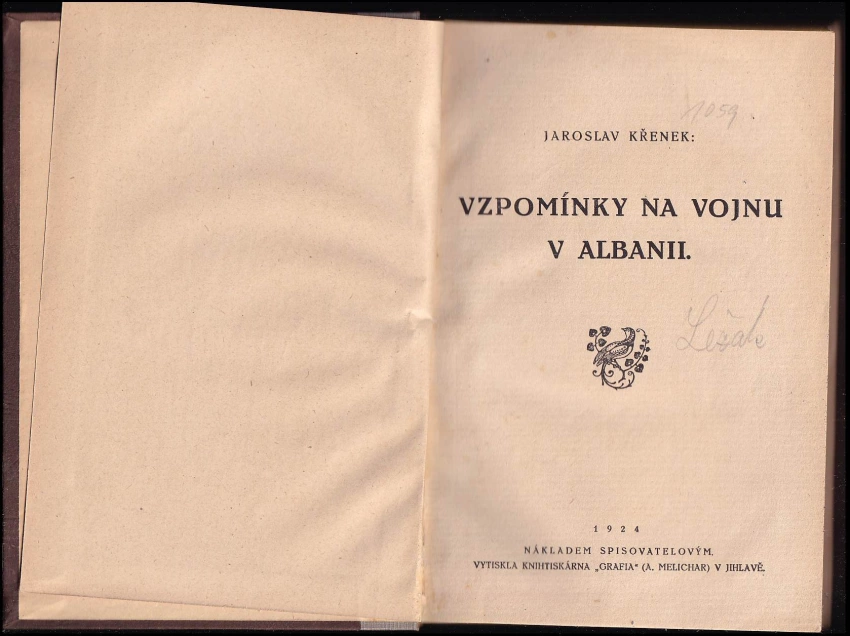 1059
JAROSLAV KŘENEK:
VZPOMÍNKY NA VOJNU
V ALBANII.
Ležák
1924
NÁKLADEM SPISOVATELOVÝM.
VYTISKLA KNIHTISKÁRNA „GRAFIA“ (A. MELICHAR) V JIHLAVĚ.